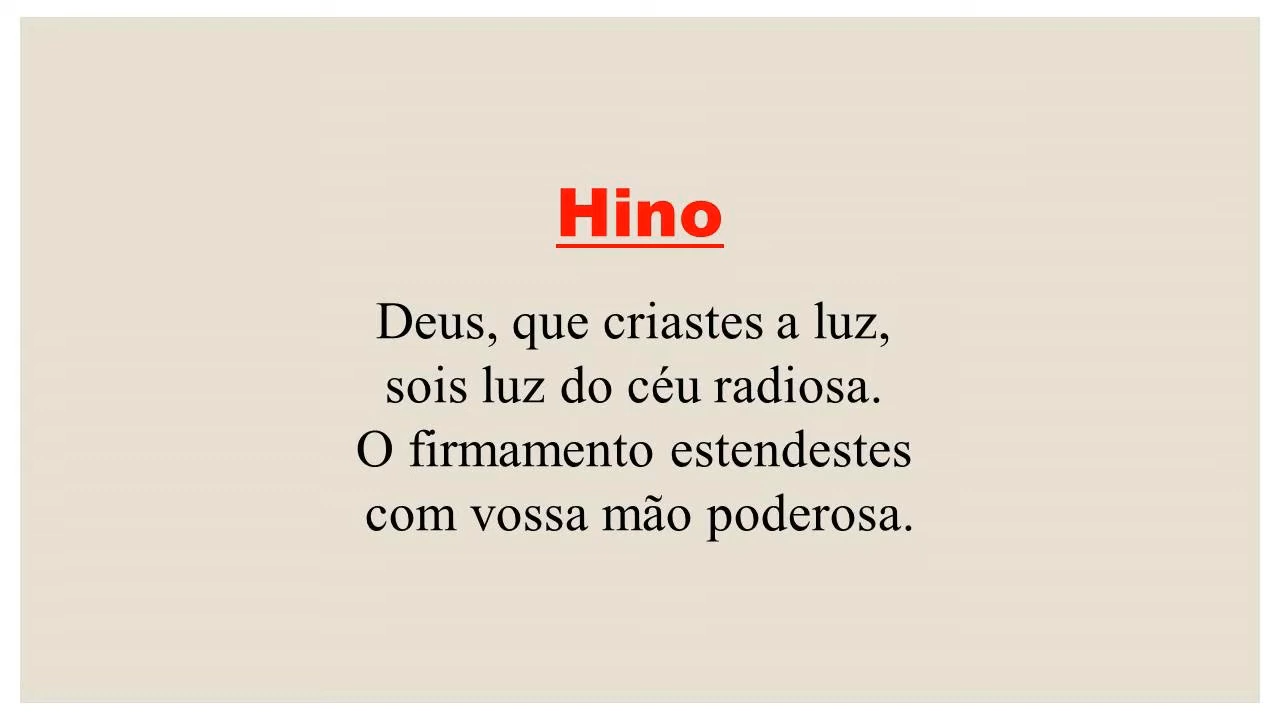 Hino
Deus, que criastes a luz,
sois luz do céu radiosa.
O firmamento estendestes
com vossa mão poderosa.